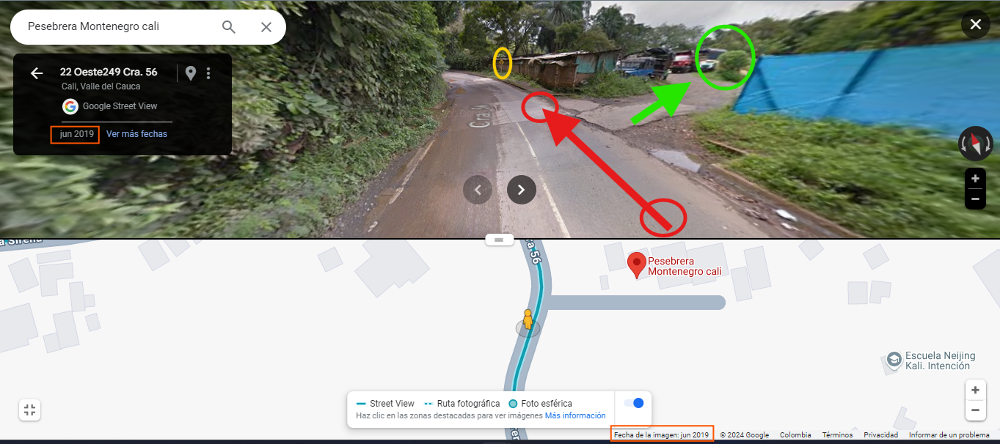 Pesebrera Montenegro cali
22 Oeste249 Cra. 56
Cali, Valle del Cauca
Google Street View
jun 2019 Ver más fechas
a Sirena
ra 56
Pesebrera
Montenegro cali
Escuela Neijing
Kali. Intención
Street View Ruta fotográfica Foto esférica
Haz clic en las zonas destacadas para ver imágenes Más información
Fecha de la imagen: jun 2019 © 2024 Google Colombia Términos Privacidad Informar de un problema